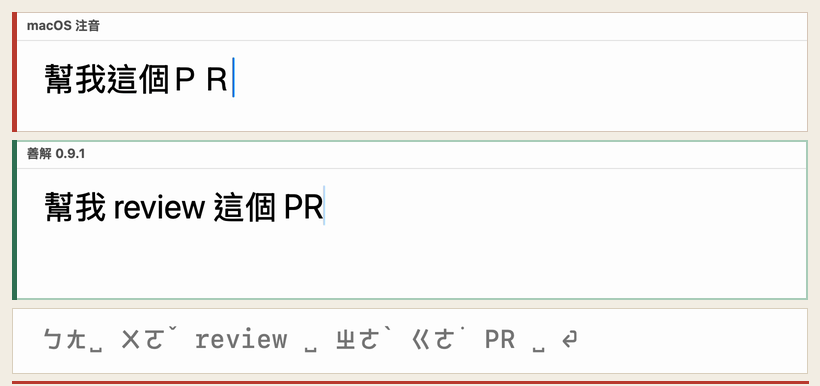 macOS 注音
幫我這個Ｐ Ｒ
善解 0.9.1
幫我 review 這個 PR
ㄅㄤ␣ ㄨㄛˇ review ␣ ㄓㄜˋ ㄍㄜ˙ PR ␣ ⏎